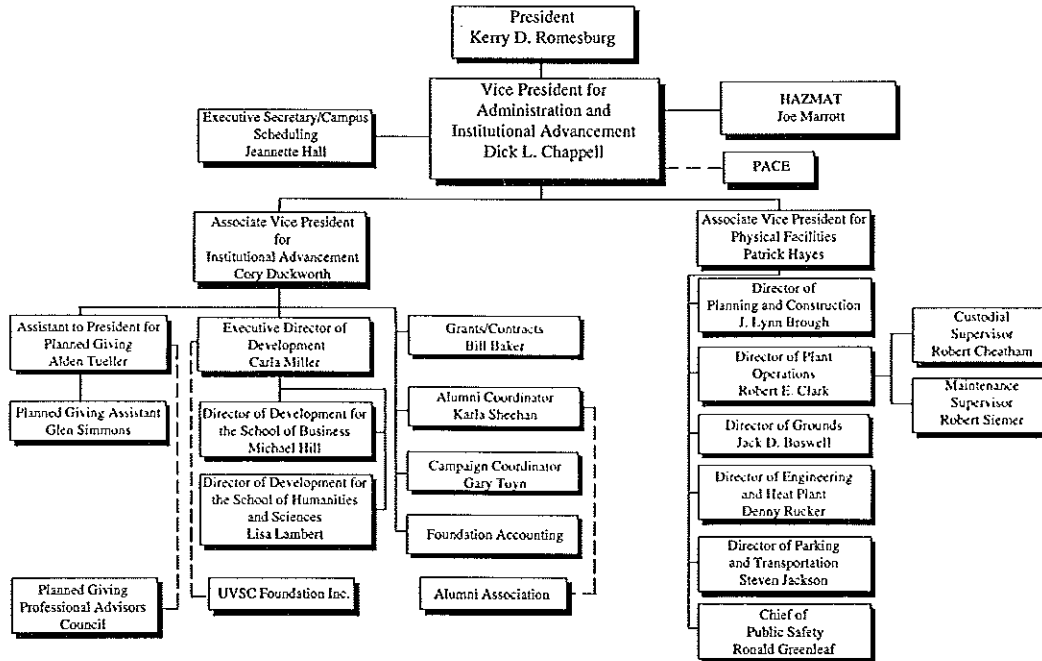 President
Kerry D. Romesburg
Vice President for
Administration and
Institutional Advancement
Dick L. Chappell
HAZMAT
Joe Marrott
Executive Secretary/Campus
Scheduling
Jeannette Hall
PACE
Associate Vice President
for
Institutional Advancement
Cory Duckworth
Associate Vice President for
Physical Facilities
Patrick Hayes
Assistant to President for
Planned Giving
Alden Tueller
Executive Director of
Development
Carla Miller
Grants/Contracts
Bill Baker
Director of
Planning and Construction
J. Lynn Brough
Custodial
Supervisor
Robert Cheatham
Director of Plant
Operations
Robert E. Clark
Maintenance
Supervisor
Robert Siemer
Planned Giving Assistant
Glen Simmons
Director of Development for
the School of Business
Michael Hill
Alumni Coordinator
Karla Sheehan
Director of Grounds
Jack D. Boswell
Director of Development for
the School of Humanities
and Sciences
Lisa Lambert
Campaign Coordinator
Gary Toyn
Director of Engineering
and Heat Plant
Denny Rucker
Foundation Accounting
Director of Parking
and Transportation
Steven Jackson
Planned Giving
Professional Advisors
Council
UVSC Foundation Inc.
Alumni Association
Chief of
Public Safety
Ronald Greenleaf